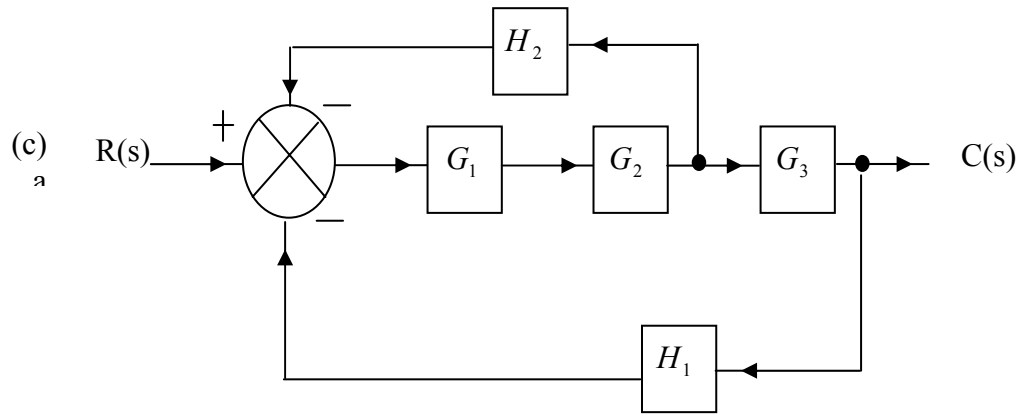 H₂
− 
+
(c) R(s) G₁ G₂ G₃ C(s)
a
−
H₁